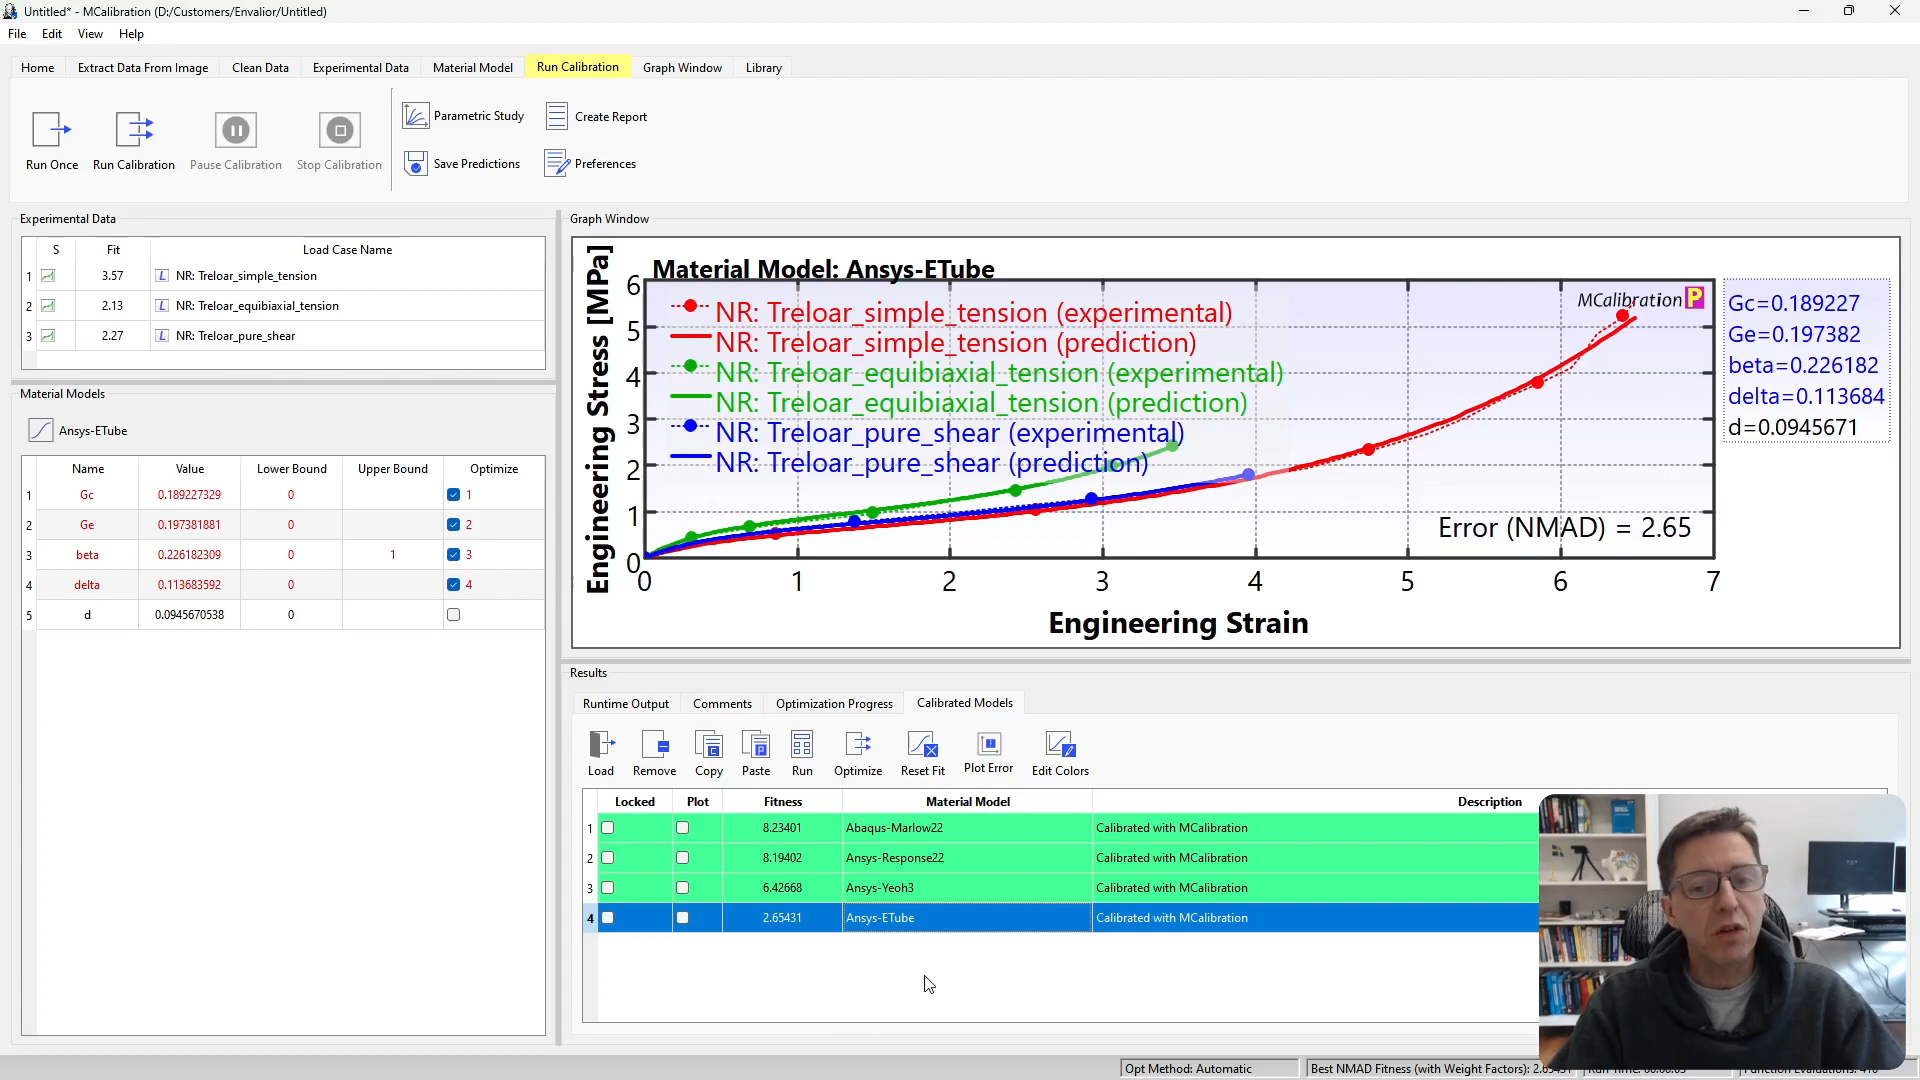 Untitled* - MCalibration (D:/Customers/Envalior/Untitled)
File Edit View Help
Home Extract Data From Image Clean Data Experimental Data Material Model Run Calibration Graph Window Library
Run Once Run Calibration Pause Calibration Stop Calibration
Parametric Study Create Report
Save Predictions Preferences
Experimental Data
S Fit Load Case Name
1 3.57 L NR: Treloar_simple_tension
2 2.13 L NR: Treloar_equibiaxial_tension
3 2.27 L NR: Treloar_pure_shear
Material Models
Ansys-ETube
Name Value Lower Bound Upper Bound Optimize
1 Gc 0.189227329 0 1
2 Ge 0.197381881 0 2
3 beta 0.226182309 0 1 3
4 delta 0.113683592 0 4
5 d 0.0945670538 0
Graph Window
Material Model: Ansys-ETube
Engineering Stress [MPa]
6
5
4
3
2
1
0
NR: Treloar_simple_tension (experimental)
NR: Treloar_simple_tension (prediction)
NR: Treloar_equibiaxial_tension (experimental)
NR: Treloar_equibiaxial_tension (prediction)
NR: Treloar_pure_shear (experimental)
NR: Treloar_pure_shear (prediction)
MCalibration P
Error (NMAD) = 2.65
0 1 2 3 4 5 6 7
Engineering Strain
Gc=0.189227
Ge=0.197382
beta=0.226182
delta=0.113684
d=0.0945671
Results
Runtime Output Comments Optimization Progress Calibrated Models
Load Remove Copy Paste Run Optimize Reset Fit Plot Error Edit Colors
Locked Plot Fitness Material Model Description
1 8.23401 Abaqus-Marlow22 Calibrated with MCalibration
2 8.19402 Ansys-Response22 Calibrated with MCalibration
3 6.42668 Ansys-Yeoh3 Calibrated with MCalibration
4 2.65431 Ansys-ETube Calibrated with MCalibration
Opt Method: Automatic Best NMAD Fitness (with Weight Factors):